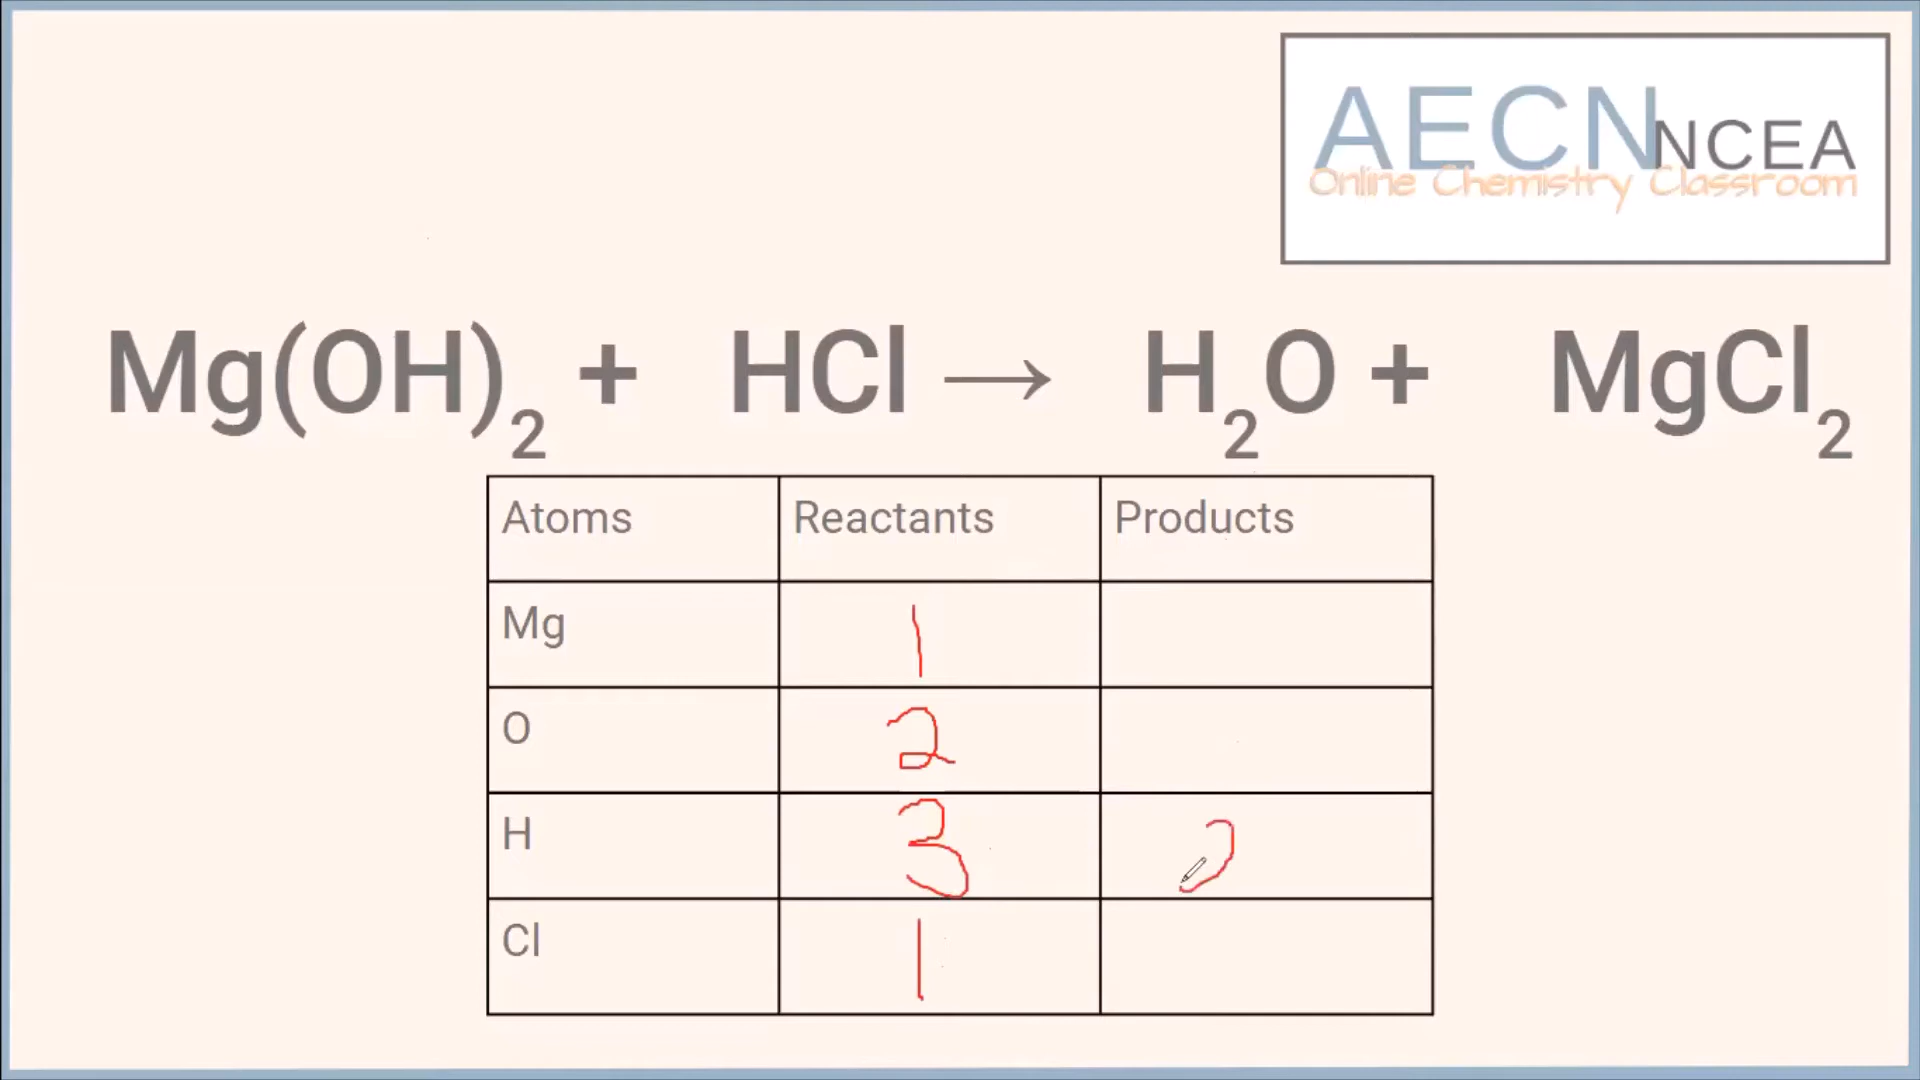 AECN NCEA
Online Chemistry Classroom
Mg(OH)₂ + HCl → H₂O + MgCl₂
Atoms Reactants Products
Mg 1
O 2
H 3
Cl 1